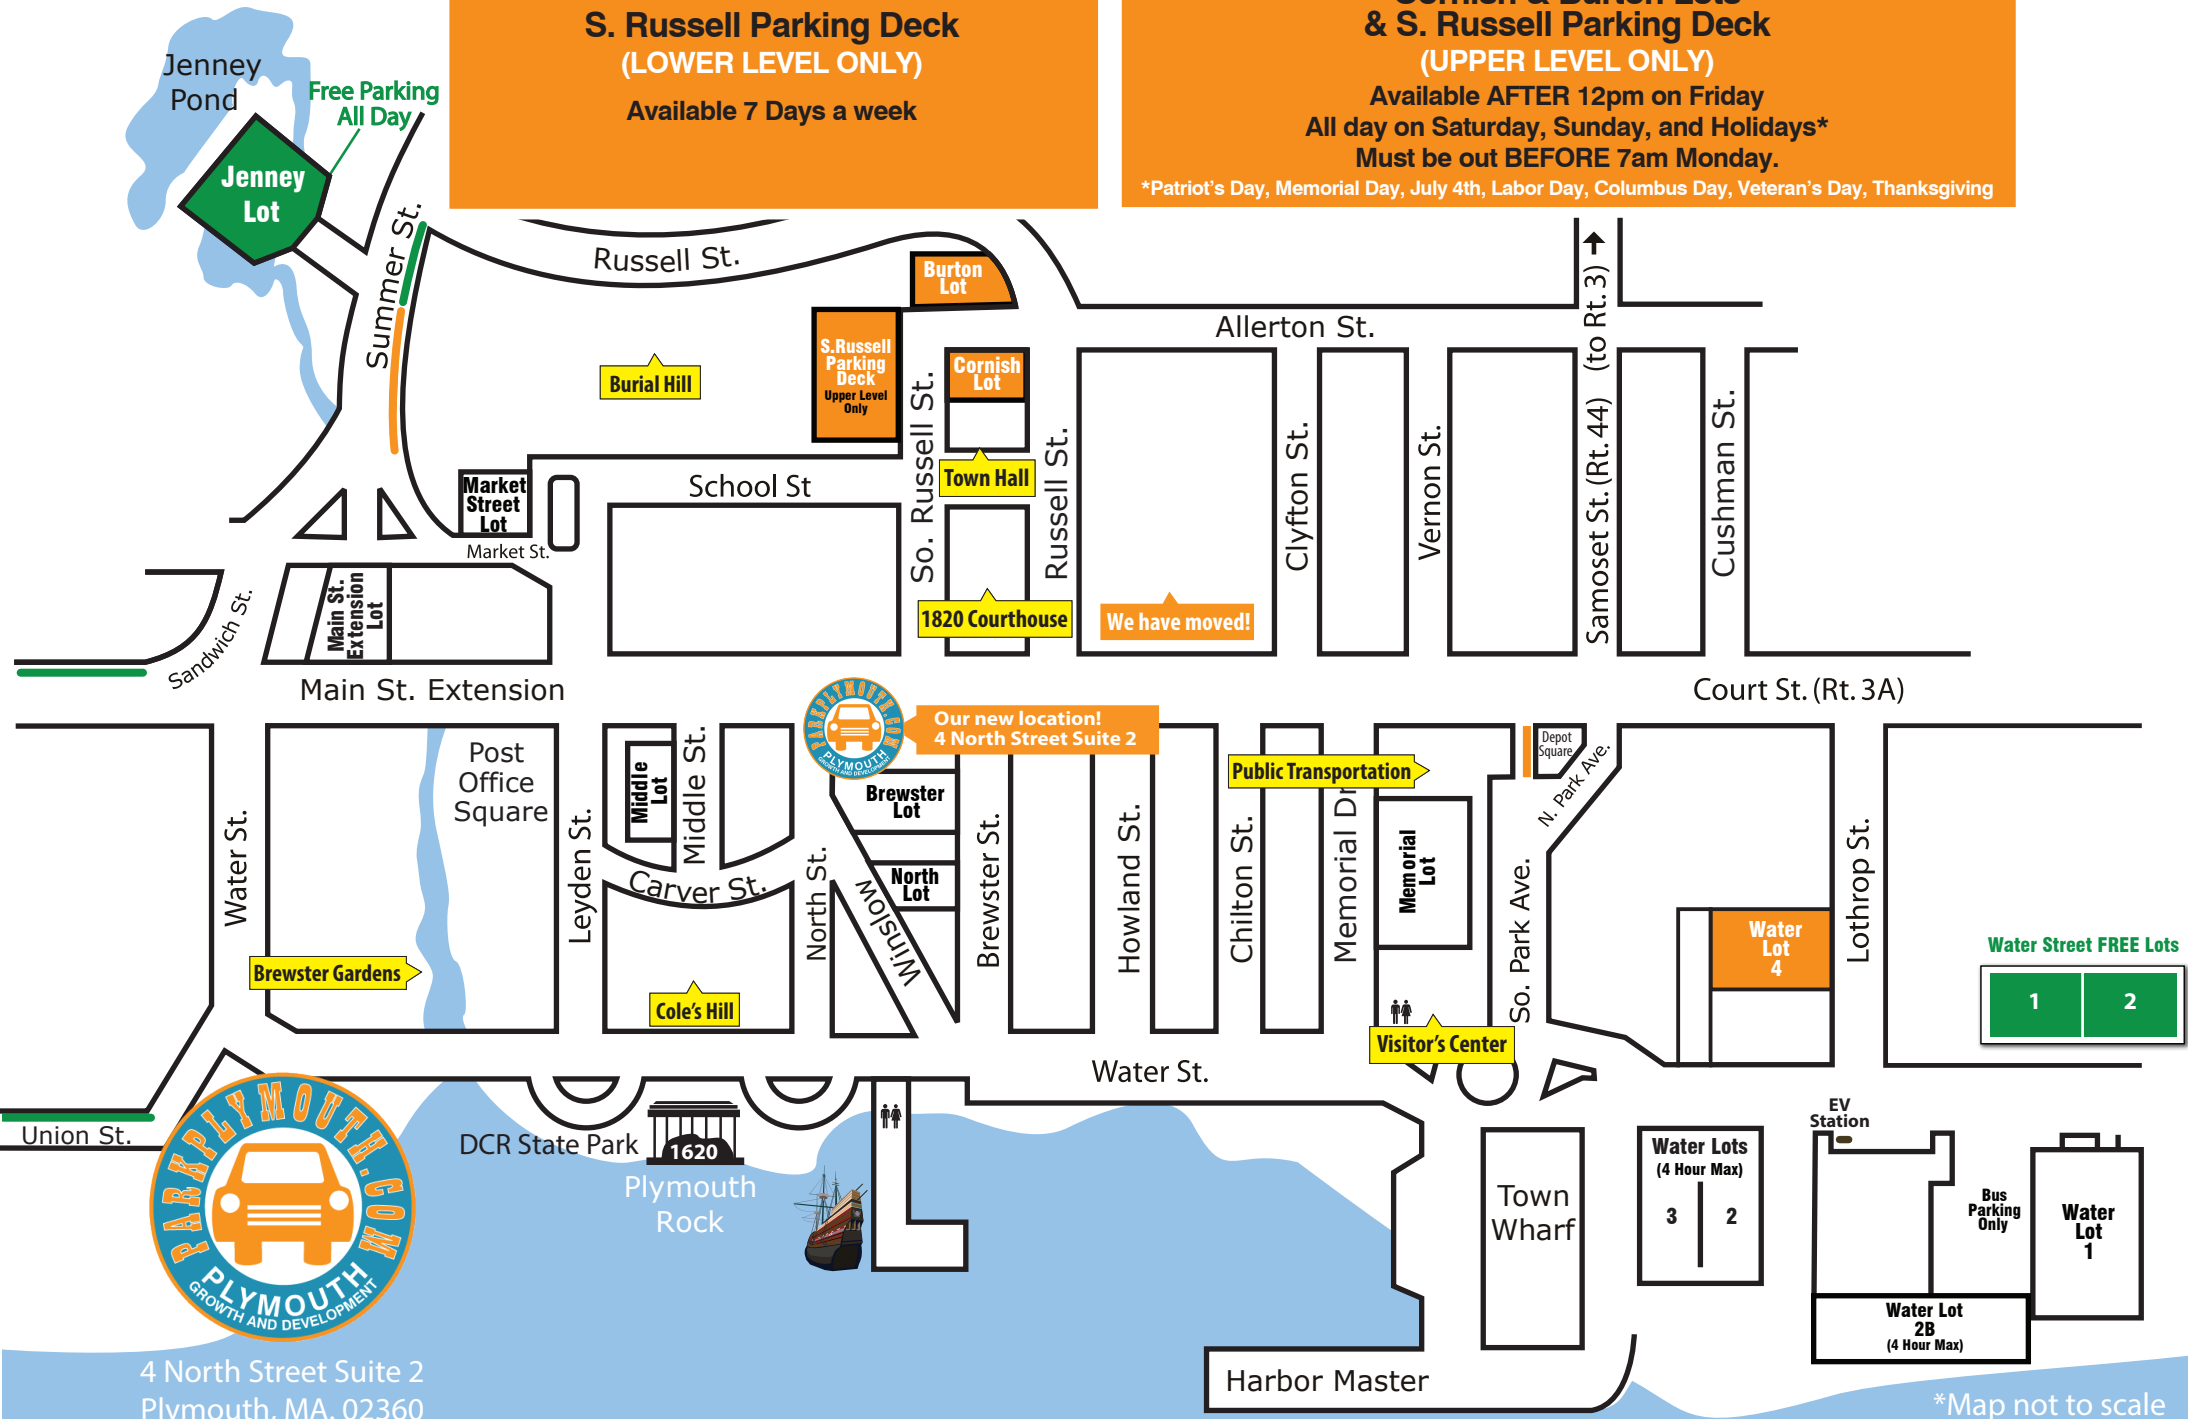 S. Russell Parking Deck
(LOWER LEVEL ONLY)
Available 7 Days a week
Cornish & Burton Lots
& S. Russell Parking Deck
(UPPER LEVEL ONLY)
Available AFTER 12pm on Friday
All day on Saturday, Sunday, and Holidays*
Must be out BEFORE 7am Monday.
*Patriot's Day, Memorial Day, July 4th, Labor Day, Columbus Day, Veteran's Day, Thanksgiving
Jenney
Pond
Free Parking
All Day
Jenney
Lot
Summer St.
Russell St.
Burton
Lot
S.Russell
Parking
Deck
Upper Level
Only
Burial Hill
Cornish
Lot
Allerton St.
(to Rt. 3)
Samoset St. (Rt. 44)
So. Russell St.
Town Hall
Russell St.
Clyfton St.
Vernon St.
Cushman St.
School St
Market
Street
Lot
Market St.
Main St.
Extension
Lot
Sandwich St.
1820 Courthouse
We have moved!
Main St. Extension
Court St. (Rt. 3A)
PARKPLYMOUTH.COM
PLYMOUTH
GROWTH AND DEVELOPMENT
Our new location!
4 North Street Suite 2
Post
Office
Square
Middle
Lot
Middle St.
Brewster
Lot
North
Lot
Public Transportation
Depot
Square
N. Park Ave.
Water St.
Leyden St.
Carver St.
North St.
Winslow
Brewster St.
Howland St.
Chilton St.
Memorial Dr
Memorial
Lot
So. Park Ave.
Water
Lot
4
Lothrop St.
Water Street FREE Lots
1
2
Brewster Gardens
Cole's Hill
Visitor's Center
Water St.
Union St.
PARKPLYMOUTH.COM
PLYMOUTH
GROWTH AND DEVELOPMENT
DCR State Park
1620
Plymouth
Rock
Town
Wharf
Water Lots
(4 Hour Max)
3
2
EV
Station
Bus
Parking
Only
Water
Lot
1
Water Lot
2B
(4 Hour Max)
Harbor Master
4 North Street Suite 2
Plymouth, MA. 02360
*Map not to scale